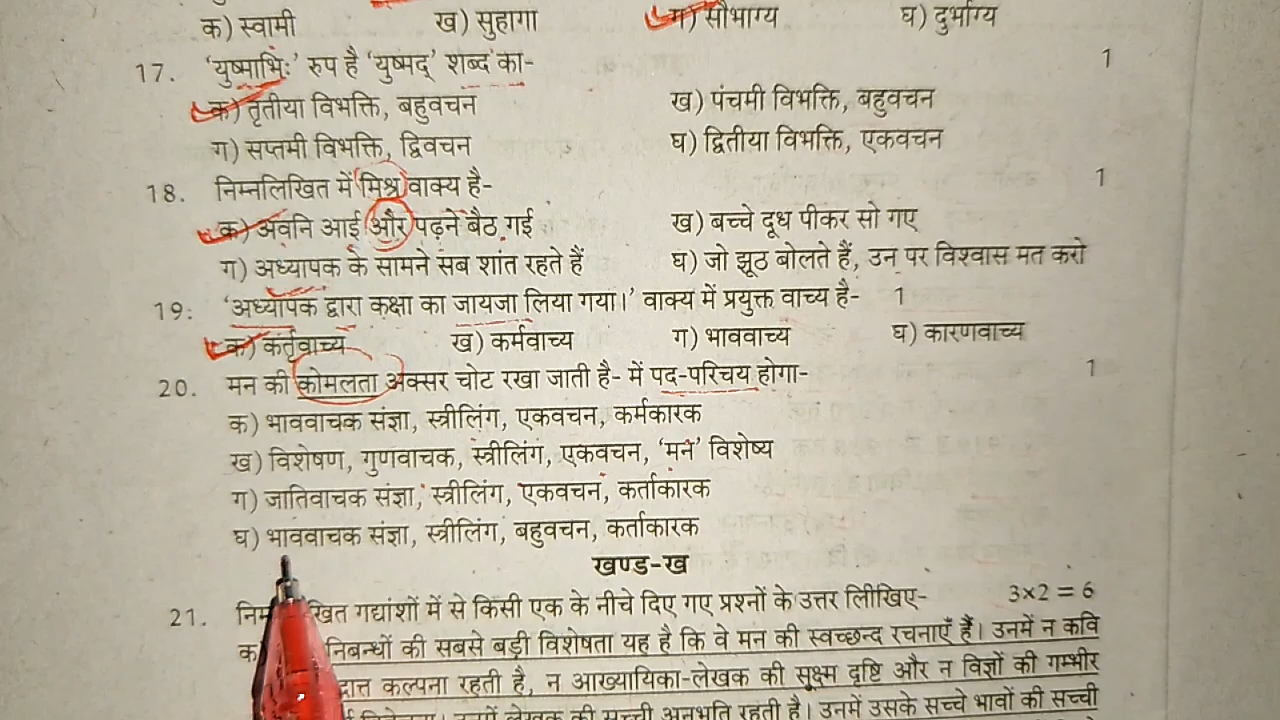 क) स्वामी ख) सुहागा ग) सौभाग्य घ) दुर्भाग्य
17. 'युष्माभिः' रुप है 'युष्मद्' शब्द का- 1
क) तृतीया विभक्ति, बहुवचन ख) पंचमी विभक्ति, बहुवचन
ग) सप्तमी विभक्ति, द्विवचन घ) द्वितीया विभक्ति, एकवचन
18. निम्नलिखित में मिश्र वाक्य है- 1
क) अवनि आई और पढ़ने बैठ गई ख) बच्चे दूध पीकर सो गए
ग) अध्यापक के सामने सब शांत रहते हैं घ) जो झूठ बोलते हैं, उन पर विश्वास मत करो
19. 'अध्यापक द्वारा कक्षा का जायजा लिया गया।' वाक्य में प्रयुक्त वाच्य है- 1
क) कर्तृवाच्य ख) कर्मवाच्य ग) भाववाच्य घ) कारणवाच्य
20. मन की कोमलता अक्सर चोट रखा जाती है- में पद-परिचय होगा- 1
क) भाववाचक संज्ञा, स्त्रीलिंग, एकवचन, कर्मकारक
ख) विशेषण, गुणवाचक, स्त्रीलिंग, एकवचन, 'मन' विशेष्य
ग) जातिवाचक संज्ञा, स्त्रीलिंग, एकवचन, कर्ताकारक
घ) भाववाचक संज्ञा, स्त्रीलिंग, बहुवचन, कर्ताकारक
खण्ड-ख
21. गद्यांशों में से किसी एक के नीचे दिए गए प्रश्नों के उत्तर लिीखिए- 3×2 = 6
निबन्धों की सबसे बड़ी विशेषता यह है कि वे मन की स्वच्छन्द रचनाएँ हैं। उनमें न कवि
कल्पना रहती है, न आख्यायिका-लेखक की सूक्ष्म दृष्टि और न विज्ञों की गम्भीर
उनमें लेखक की सच्ची अनुभूति रहती है। उनमें उसके सच्चे भावों की सच्ची